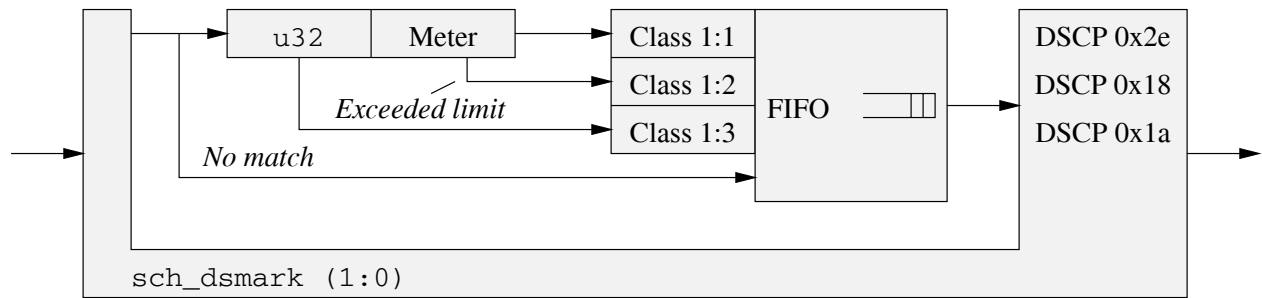 u32
Meter
Class 1:1
DSCP 0x2e
Class 1:2
DSCP 0x18
Exceeded limit
FIFO
Class 1:3
DSCP 0x1a
No match
sch_dsmark (1:0)